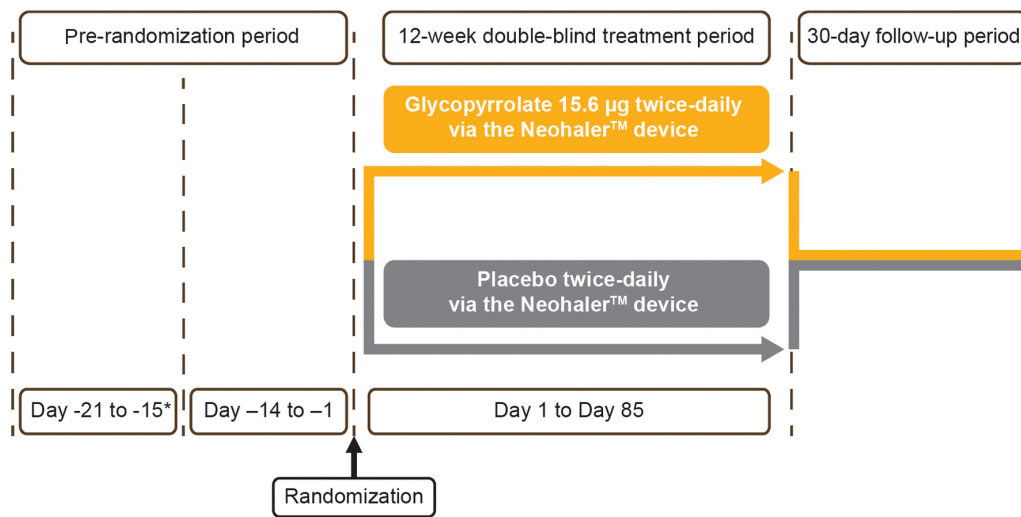 Pre-randomization period
12-week double-blind treatment period
30-day follow-up period
Glycopyrrolate 15.6 µg twice-daily
via the Neohaler™ device
Placebo twice-daily
via the Neohaler™ device
Day -21 to -15*
Day –14 to –1
Day 1 to Day 85
Randomization